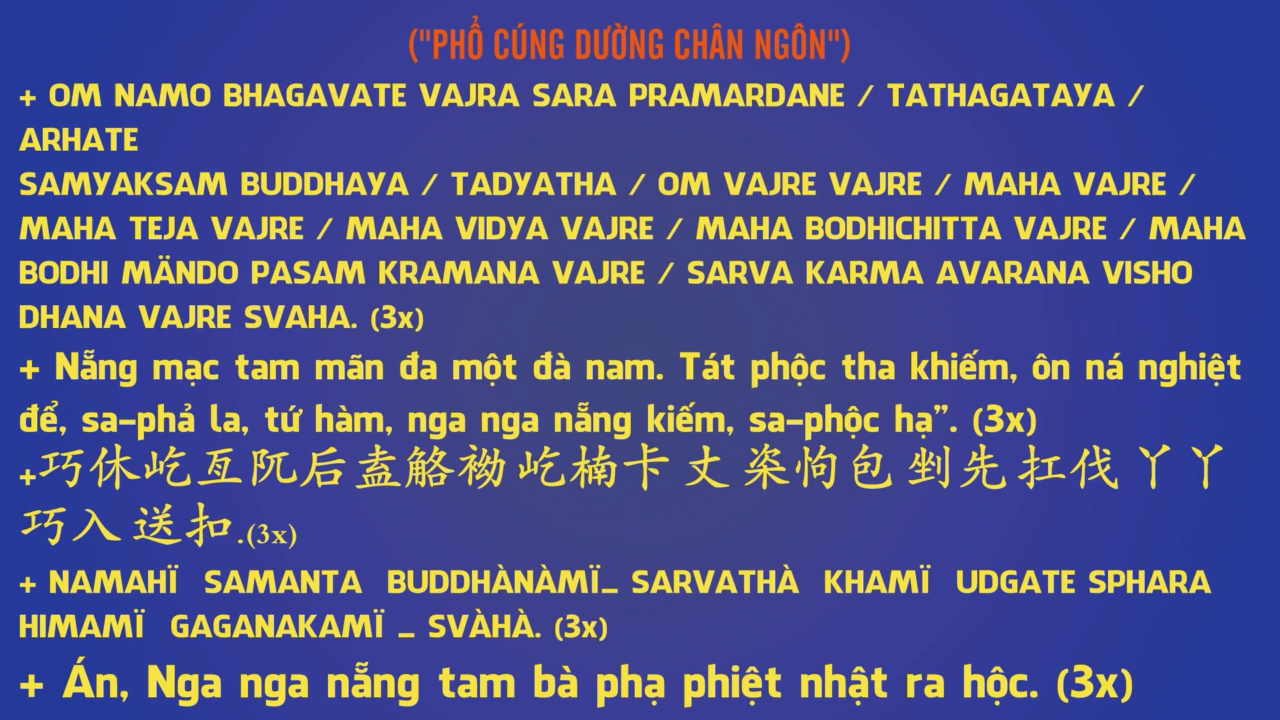 ("PHỔ CÚNG DƯỜNG CHÂN NGÔN")
+ OM NAMO BHAGAVATE VAJRA SARA PRAMARDANE / TATHAGATAYA /
ARHATE
SAMYAKSAM BUDDHAYA / TADYATHA / OM VAJRE VAJRE / MAHA VAJRE /
MAHA TEJA VAJRE / MAHA VIDYA VAJRE / MAHA BODHICHITTA VAJRE / MAHA
BODHI MÄNDO PASAM KRAMANA VAJRE / SARVA KARMA AVARANA VISHO
DHANA VAJRE SVAHA. (3x)
+ Nẵng mạc tam mãn đa một đà nam. Tát phộc tha khiếm, ôn ná nghiệt
để, sa-phả la, tứ hàm, nga nga nẵng kiếm, sa-phộc hạ”. (3x)
+巧休屹亙阢后盍觡袎屹楠卡丈 栥怐包 剉先扛伐丫丫
巧入送扣.(3x)
+ NAMAHÏ SAMANTA BUDDHÀNÀMÏ_ SARVATHÀ KHAMÏ UDGATE SPHARA
HIMAMÏ GAGANAKAMÏ _ SVÀHÀ. (3x)
+ Án, Nga nga nẵng tam bà phạ phiệt nhật ra hộc. (3x)